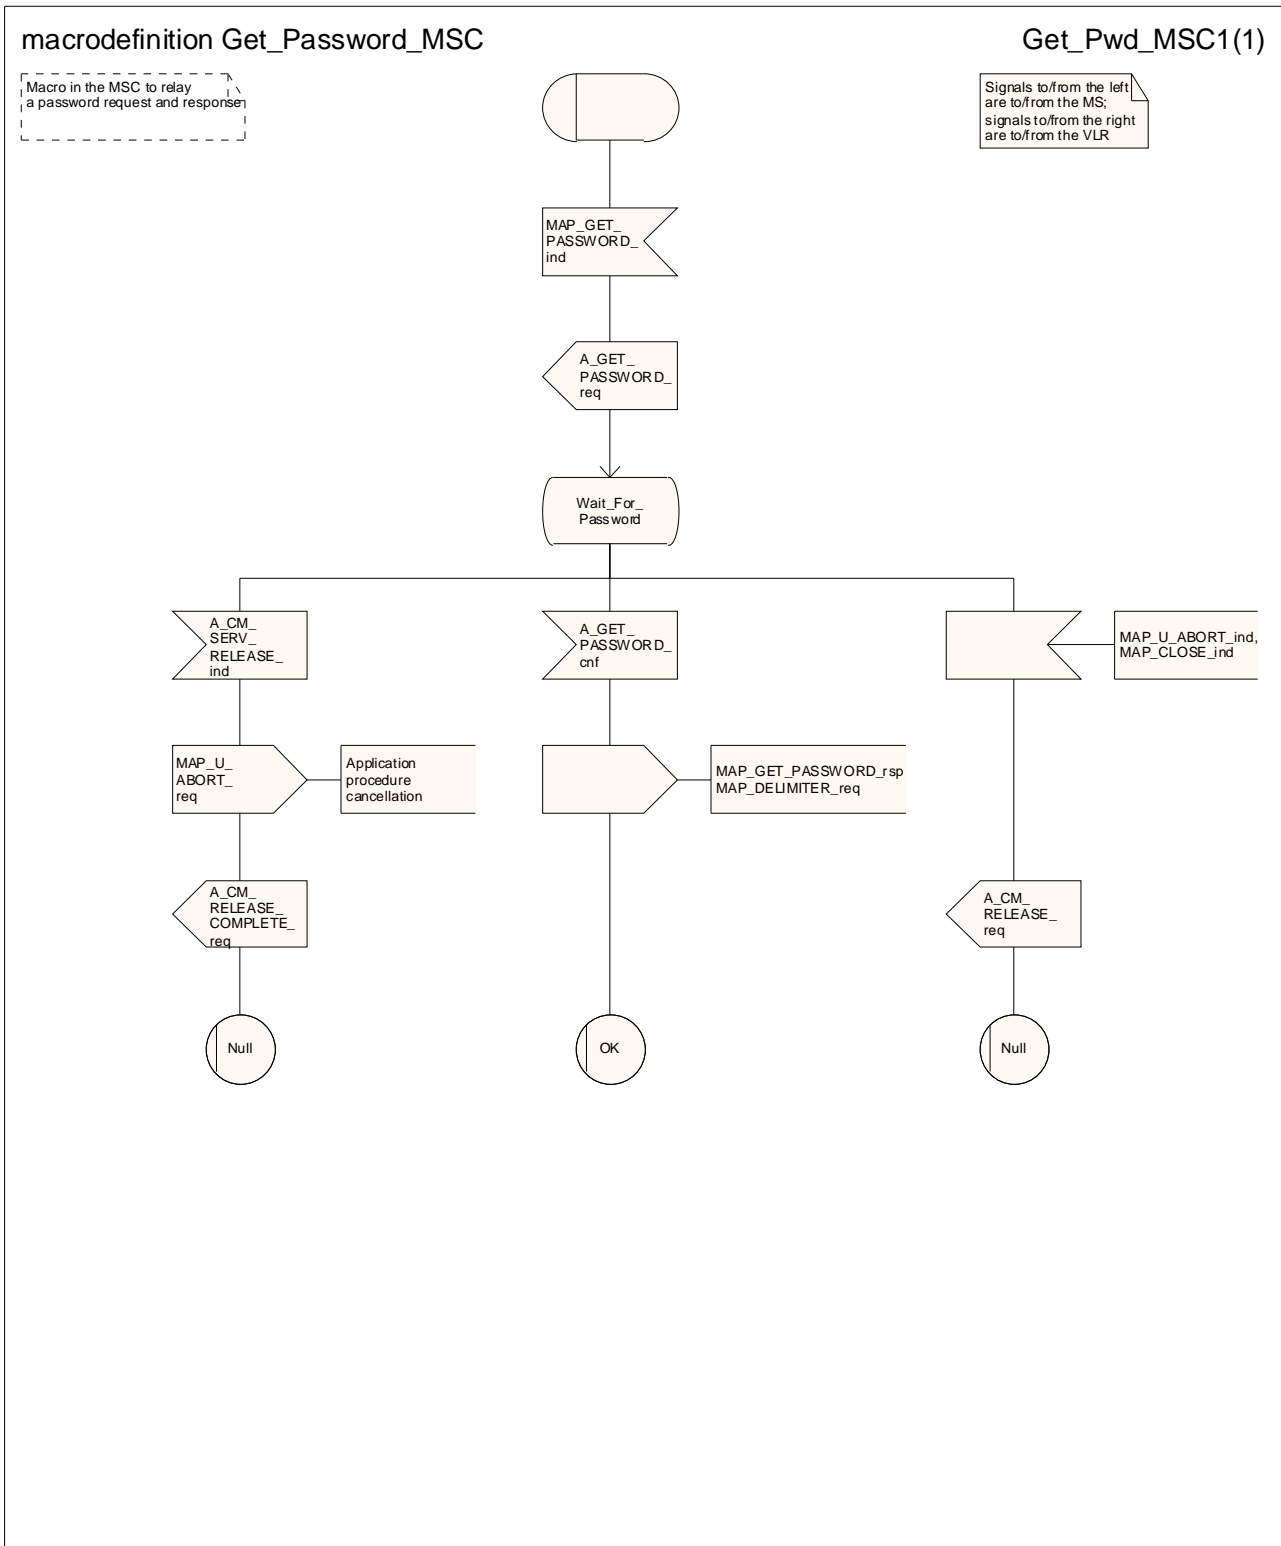 macrodefinition Get_Password_MSC
Get_Pwd_MSC1(1)
Macro in the MSC to relay
a password request and response
Signals to/from the left
are to/from the MS;
signals to/from the right
are to/from the VLR
MAP_GET_
PASSWORD_
ind
A_GET_
PASSWORD_
req
Wait_For_
Password
A_CM_
SERV_
RELEASE_
ind
A_GET_
PASSWORD_
cnf
MAP_U_ABORT_ind,
MAP_CLOSE_ind
MAP_U_
ABORT_
req
Application
procedure
cancellation
MAP_GET_PASSWORD_rsp
MAP_DELIMITER_req
A_CM_
RELEASE_
COMPLETE_
req
A_CM_
RELEASE_
req
Null
OK
Null